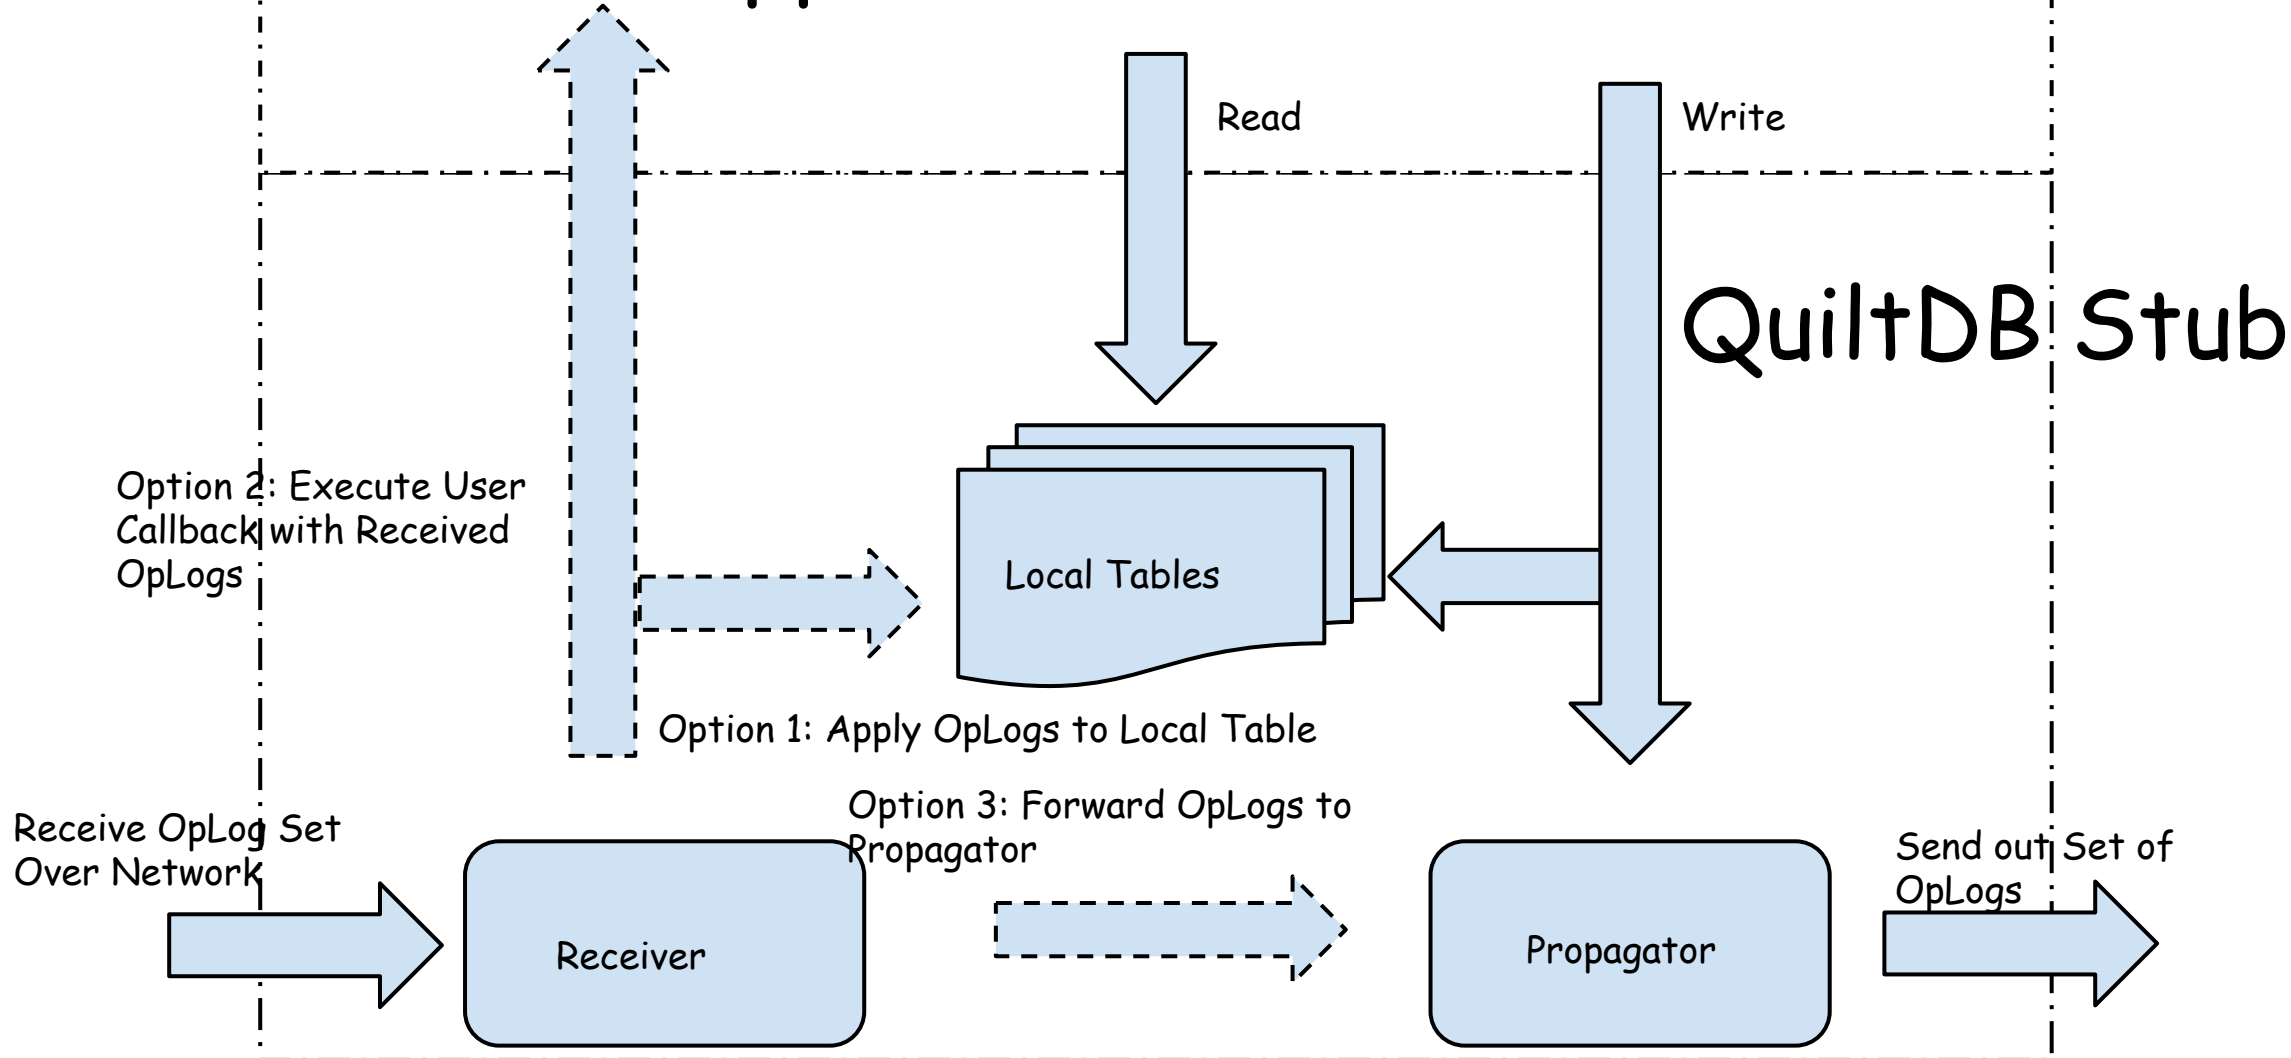 Read
Write
QuiltDB Stub
Option 2: Execute User
Callback with Received
OpLogs
Local Tables
Option 1: Apply OpLogs to Local Table
Option 3: Forward OpLogs to
Propagator
Receive OpLog Set
Over Network
Send out Set of
OpLogs
Receiver
Propagator